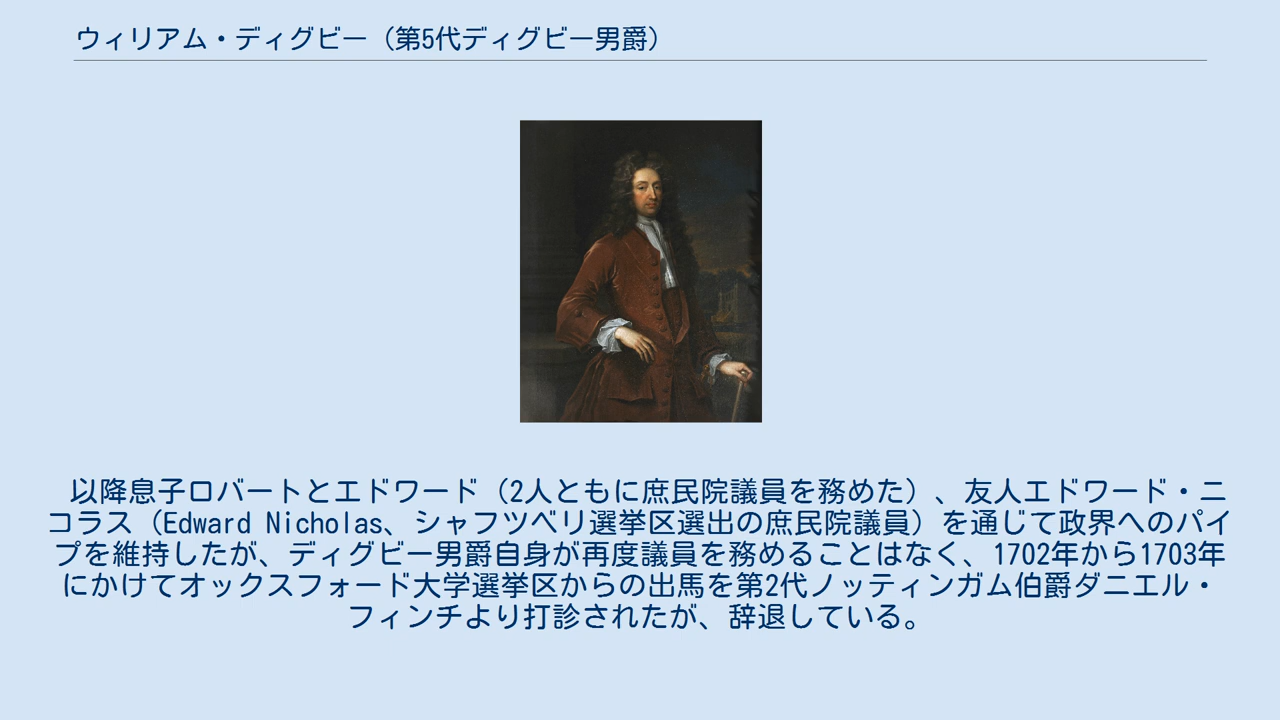 ウィリアム・ディグビー（第5代ディグビー男爵）
以降息子ロバートとエドワード（2人ともに庶民院議員を務めた）、友人エドワード・ニ
コラス（Edward Nicholas、シャフツベリ選挙区選出の庶民院議員）を通じて政界へのパイ
プを維持したが、ディグビー男爵自身が再度議員を務めることはなく、1702年から1703年
にかけてオックスフォード大学選挙区からの出馬を第2代ノッティンガム伯爵ダニエル・
フィンチより打診されたが、辞退している。